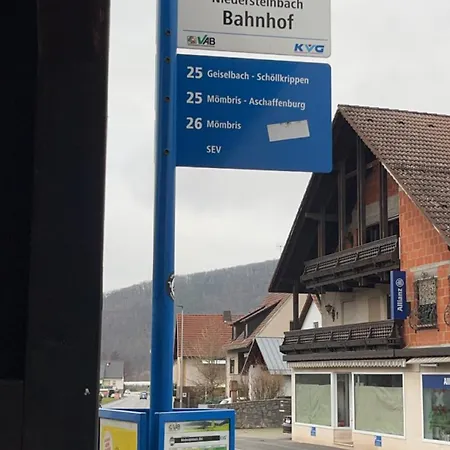 Niedersteinbach
Bahnhof
VAB
KVG
25 Geiselbach - Schöllkrippen
25 Mömbris - Aschaffenburg
26 Mömbris
SEV
Allianz